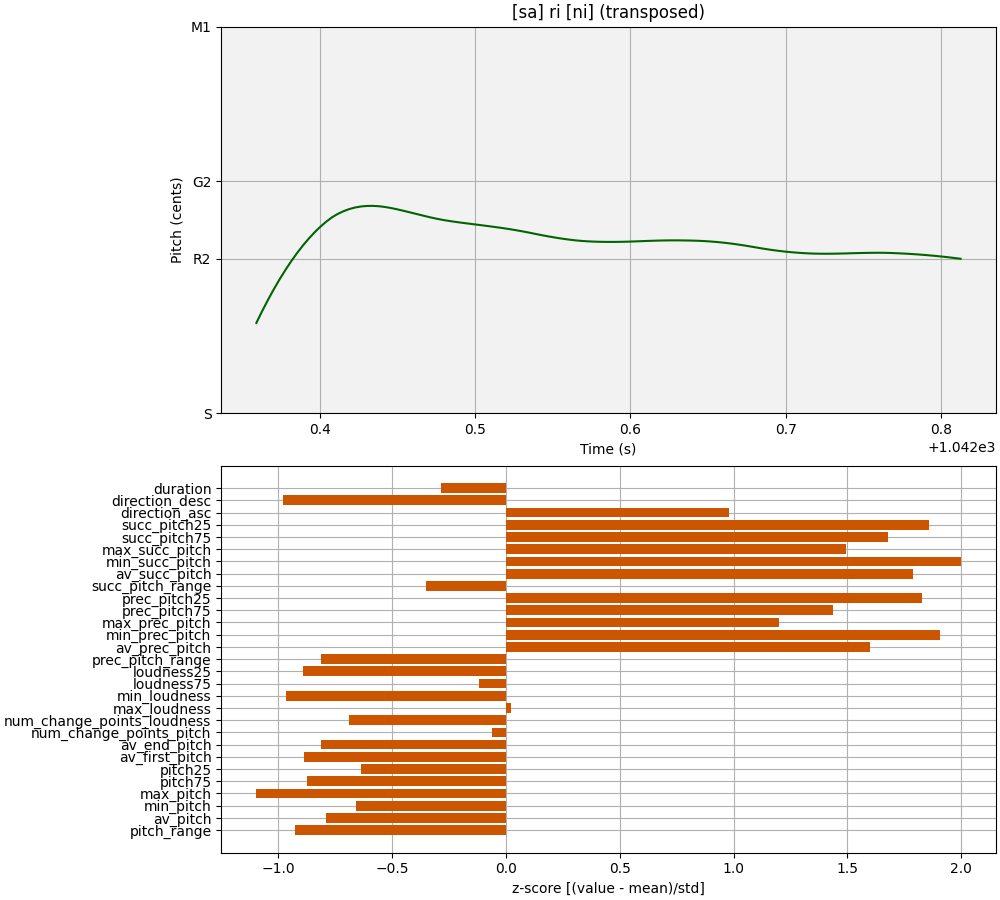 [sa] ri [ni] (transposed)
M1
G2
R2
S
Pitch (cents)
0.4 0.5 0.6 0.7 0.8
Time (s)
+1.042e3
duration
direction_desc
direction_asc
succ_pitch25
succ_pitch75
max_succ_pitch
min_succ_pitch
av_succ_pitch
succ_pitch_range
prec_pitch25
prec_pitch75
max_prec_pitch
min_prec_pitch
av_prec_pitch
prec_pitch_range
loudness25
loudness75
min_loudness
max_loudness
num_change_points_loudness
num_change_points_pitch
av_end_pitch
av_first_pitch
pitch25
pitch75
max_pitch
min_pitch
av_pitch
pitch_range
−1.0 −0.5 0.0 0.5 1.0 1.5 2.0
z-score [(value - mean)/std]